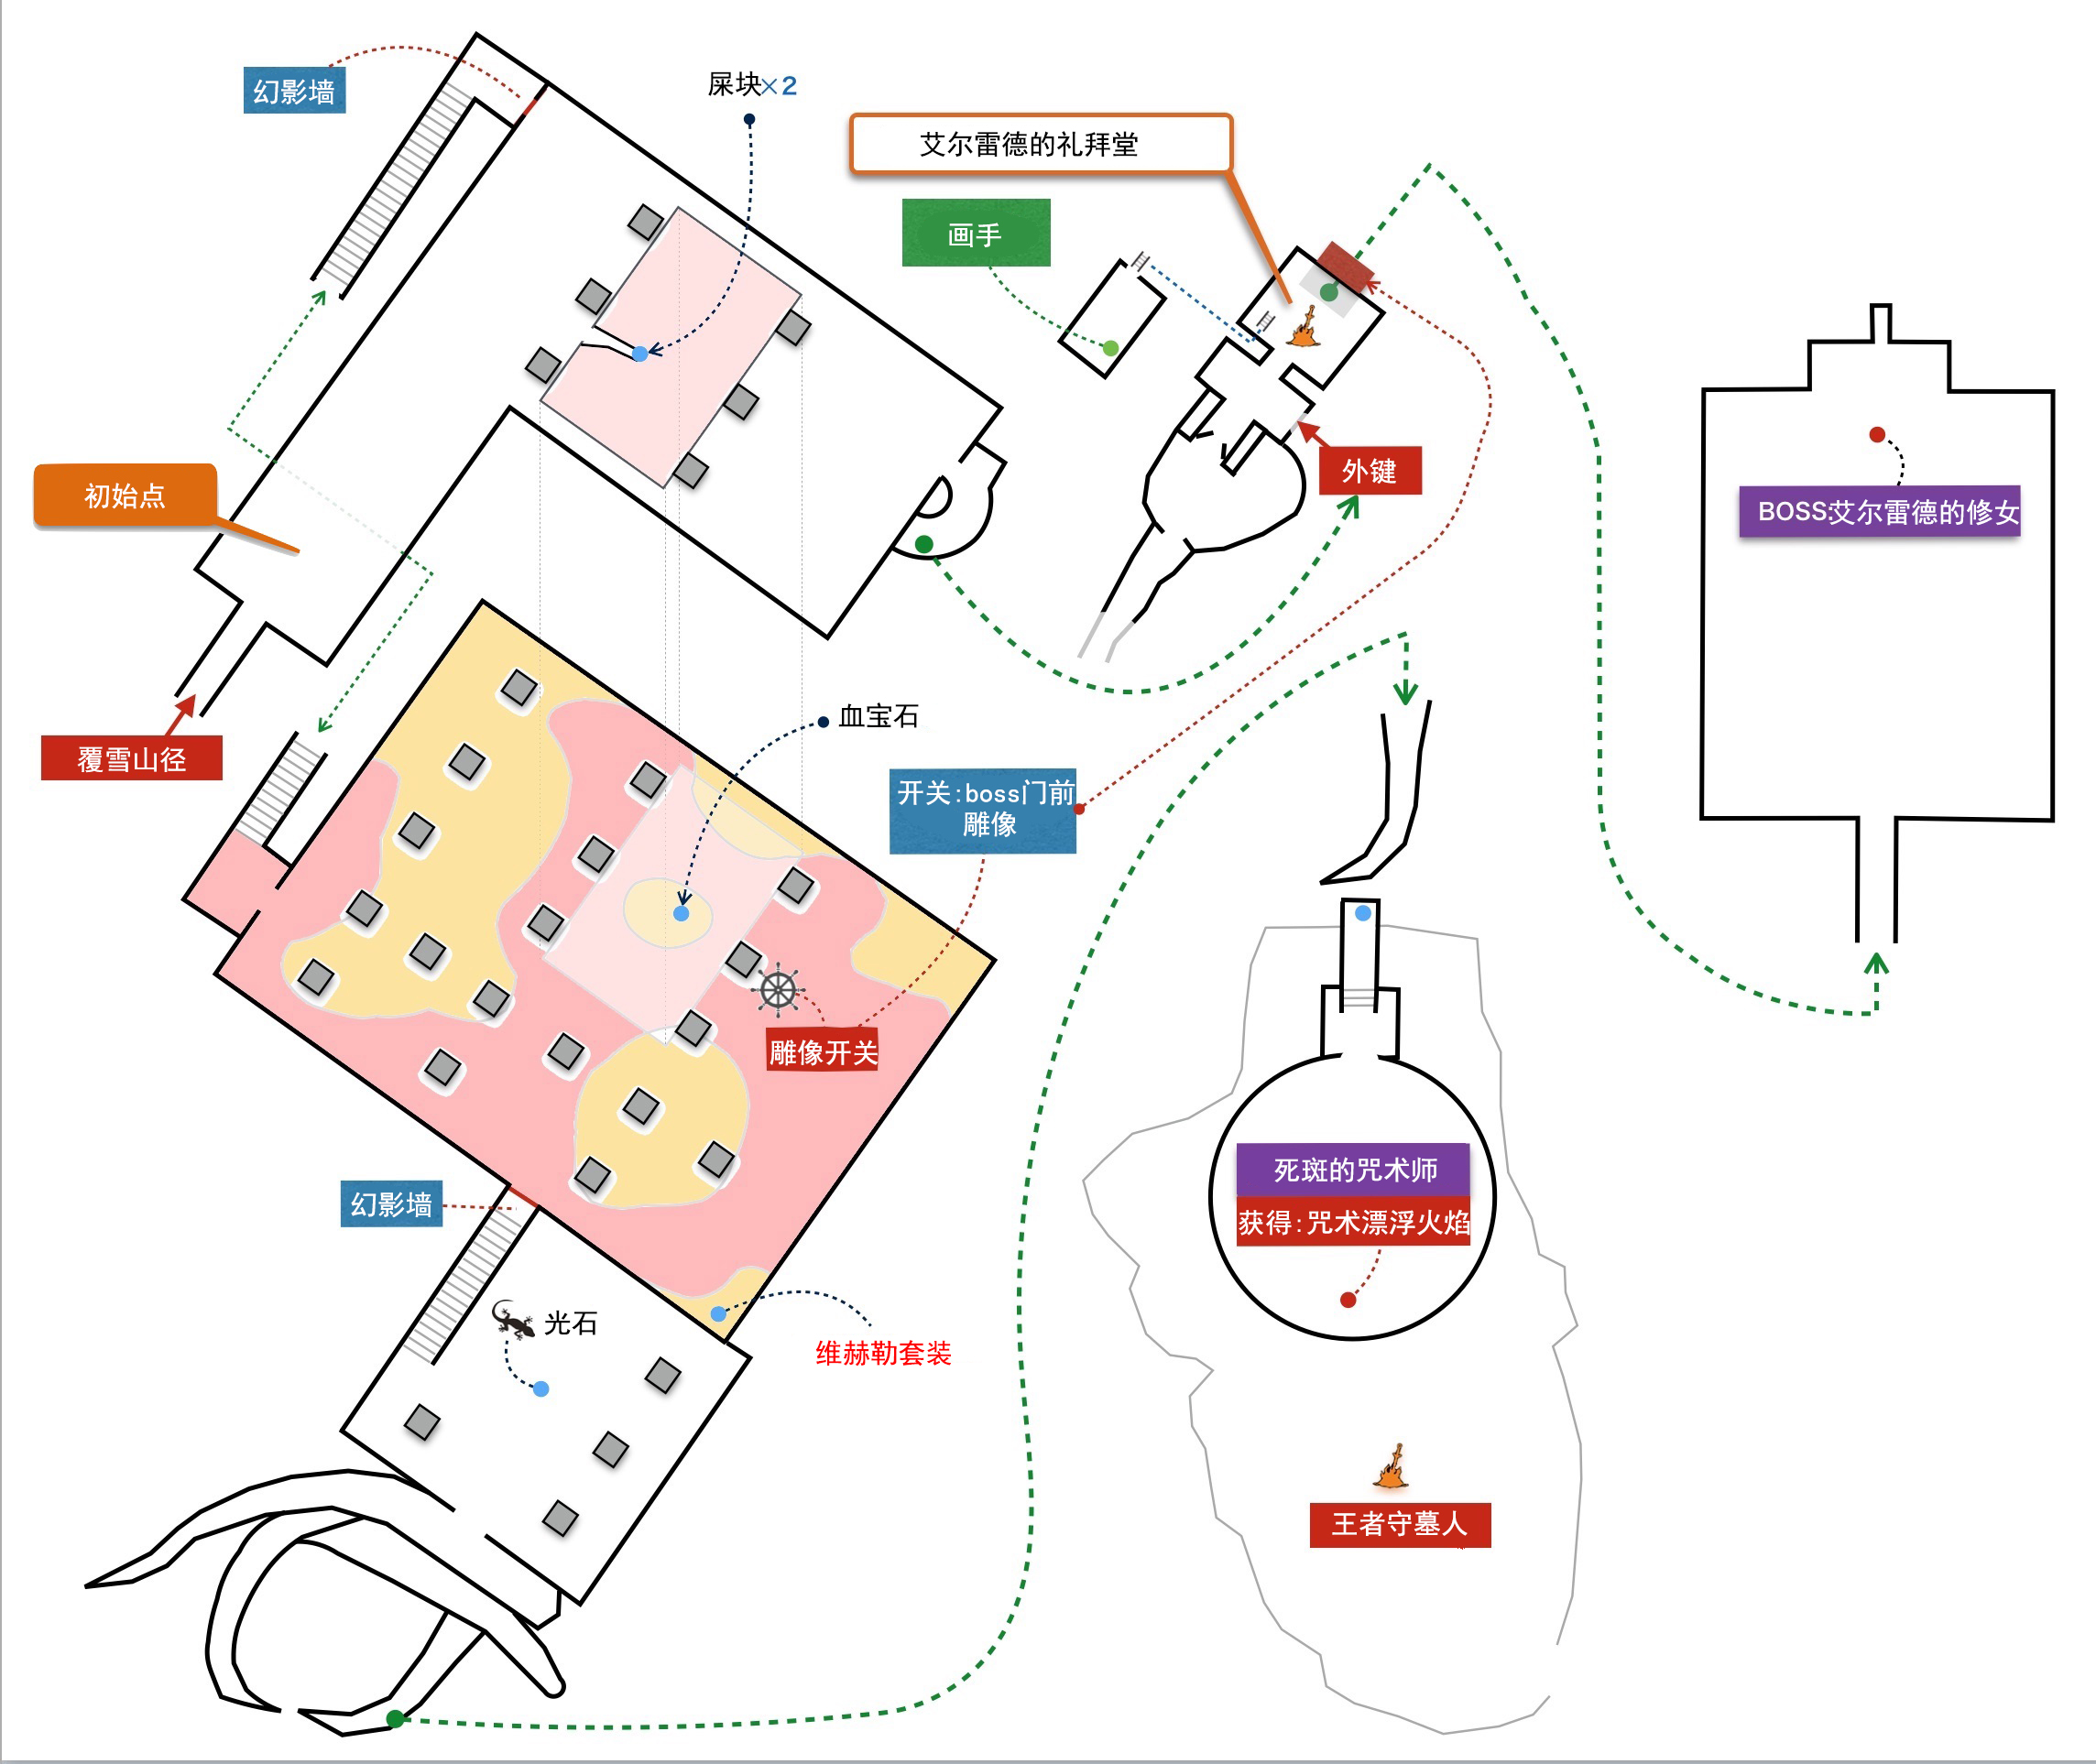 幻影墙
屎块×2
艾尔雷德的礼拜堂
画手
初始点
外键
BOSS:艾尔雷德的修女
覆雪山径
血宝石
开关：boss门前
雕像
雕像开关
死斑的咒术师
获得：咒术漂浮火焰
幻影墙
光石
维赫勒套装
王者守墓人